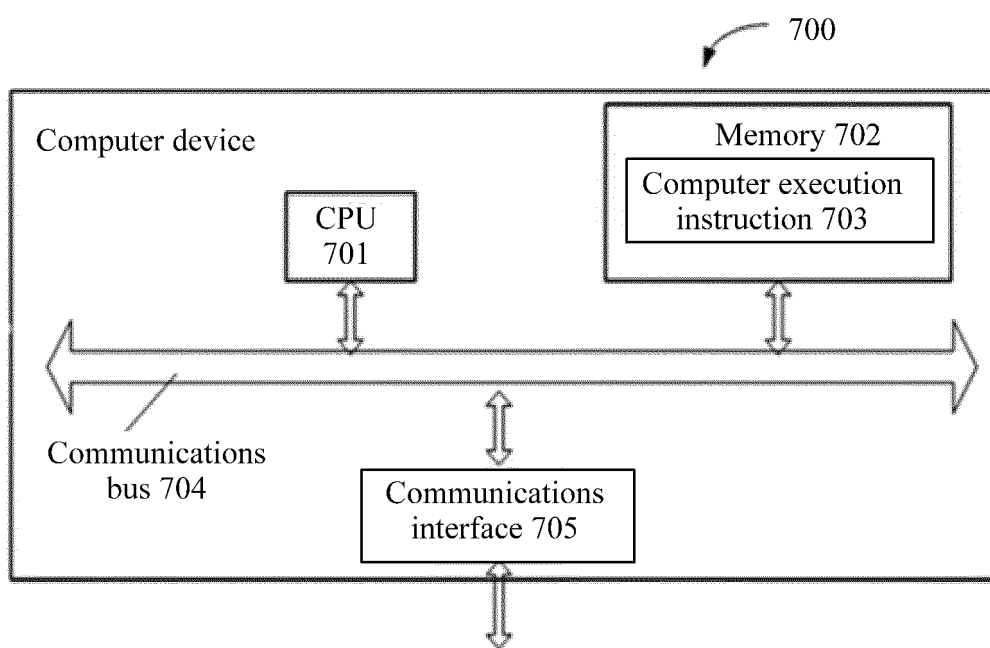 700
Computer device
Memory 702
Computer execution
instruction 703
CPU
701
Communications
bus 704
Communications
interface 705